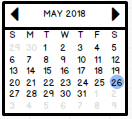 MAY 2018
S M T W T F S
29 30 1 2 3 4 5
6 7 8 9 10 11 12
13 14 15 16 17 18 19
20 21 22 23 24 25 26
27 28 29 30 31 1 2
3 4 5 6 7 8 9